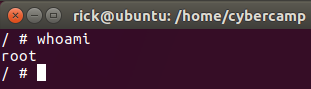 rick@ubuntu: /home/cybercamp
/ # whoami
root
/ #